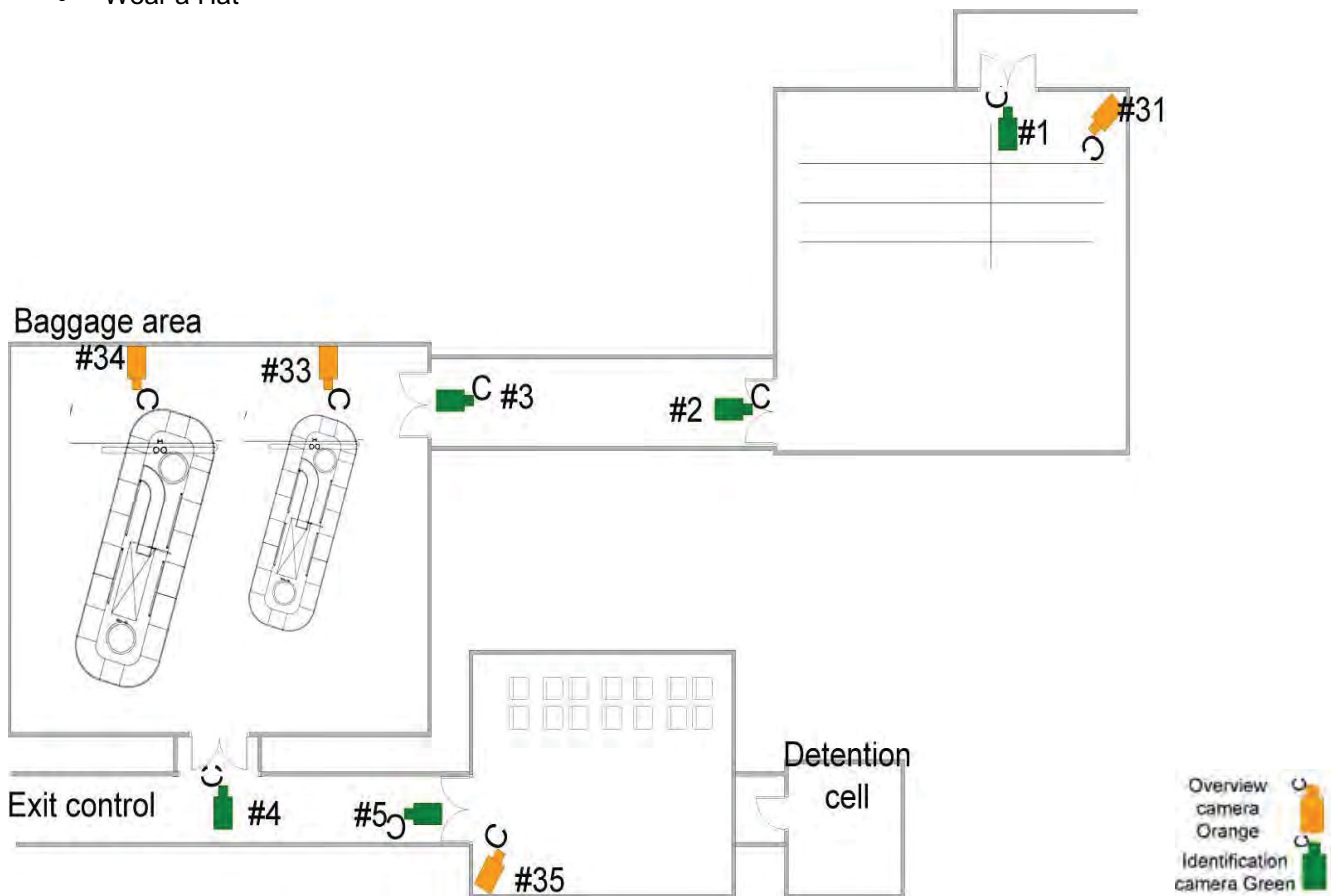 Wear a Hat
#31
#1
Baggage area
#34
#33
#3
#2
Detention
cell
Exit control
#4
#5
#35
Overview
camera
Orange
Identification
camera Green